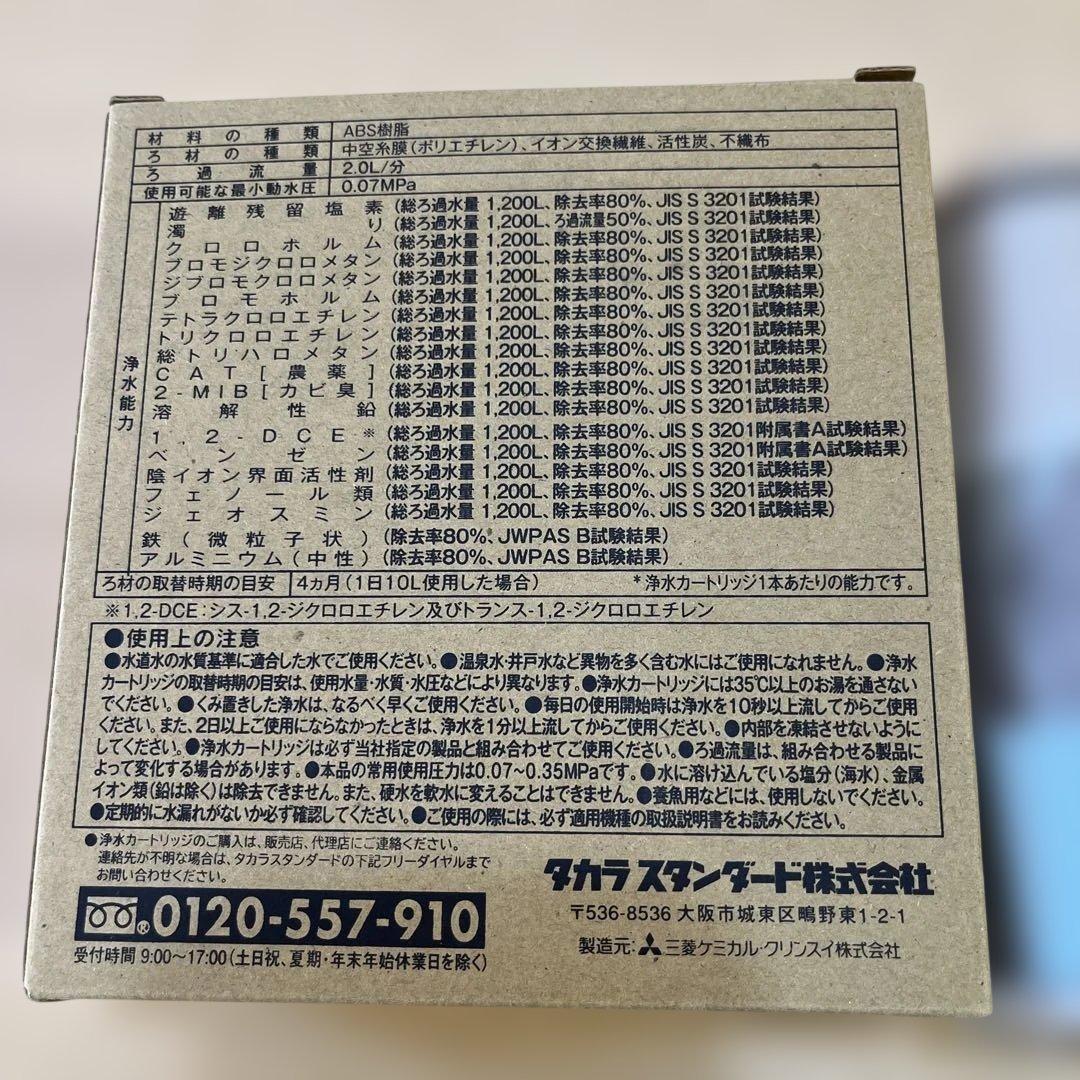 材料の種類 ABS樹脂
ろ材の種類 中空糸膜(ポリエチレン)、イオン交換繊維、活性炭、不織布
ろ過流量 2.0L/分
使用可能な最小動水圧 0.07MPa
浄水能力
遊離残留塩素(総ろ過水量 1,200L、除去率80%、JIS S 3201試験結果)
濁り(総ろ過水量 1,200L、ろ過流量50%、JIS S 3201試験結果)
クロロホルム(総ろ過水量 1,200L、除去率80%、JIS S 3201試験結果)
ブロモジクロロメタン(総ろ過水量 1,200L、除去率80%、JIS S 3201試験結果)
ジブロモクロロメタン(総ろ過水量 1,200L、除去率80%、JIS S 3201試験結果)
ブロモホルム(総ろ過水量 1,200L、除去率80%、JIS S 3201試験結果)
テトラクロロエチレン(総ろ過水量 1,200L、除去率80%、JIS S 3201試験結果)
トリクロロエチレン(総ろ過水量 1,200L、除去率80%、JIS S 3201試験結果)
総トリハロメタン(総ろ過水量 1,200L、除去率80%、JIS S 3201試験結果)
CAT[農薬](総ろ過水量 1,200L、除去率80%、JIS S 3201試験結果)
2-MIB[カビ臭](総ろ過水量 1,200L、除去率80%、JIS S 3201試験結果)
溶解性鉛(総ろ過水量 1,200L、除去率80%、JIS S 3201試験結果)
1,2-DCE※(総ろ過水量 1,200L、除去率80%、JIS S 3201附属書A試験結果)
ベンゼン(総ろ過水量 1,200L、除去率80%、JIS S 3201附属書A試験結果)
陰イオン界面活性剤(総ろ過水量 1,200L、除去率80%、JIS S 3201試験結果)
フェノール類(総ろ過水量 1,200L、除去率80%、JIS S 3201試験結果)
ジェオスミン(総ろ過水量 1,200L、除去率80%、JIS S 3201試験結果)
鉄(微粒子状)(除去率80%、JWPAS B試験結果)
アルミニウム(中性)(除去率80%、JWPAS B試験結果)
ろ材の取替時期の目安 4ヵ月(1日10L使用した場合) *浄水カートリッジ1本あたりの能力です。
※1,2-DCE:シス-1,2-ジクロロエチレン及びトランス-1,2-ジクロロエチレン
●使用上の注意
●水道水の水質基準に適合した水でご使用ください。●温泉水・井戸水など異物を多く含む水にはご使用になれません。●浄水
カートリッジの取替時期の目安は、使用水量・水質・水圧などにより異なります。●浄水カートリッジには35℃以上のお湯を通さない
でください。●くみ置きした浄水は、なるべく早くご使用ください。●毎日の使用開始時は浄水を10秒以上流してからご使用
ください。また、2日以上ご使用にならなかったときは、浄水を1分以上流してからご使用ください。●内部を凍結させないように
してください。●浄水カートリッジは必ず当社指定の製品と組み合わせてご使用ください。●ろ過流量は、組み合わせる製品に
よって変化する場合があります。●本品の常用使用圧力は0.07〜0.35MPaです。●水に溶け込んでいる塩分(海水)、金属
イオン類(鉛は除く)は除去できません。また、硬水を軟水に変えることはできません。●養魚用などには、使用しないでください。
●定期的に水漏れがないか必ず確認してください。●ご使用の際には、必ず適用機種の取扱説明書をお読みください。
●浄水カートリッジのご購入は、販売店、代理店にご連絡ください。
連絡先が不明な場合は、タカラスタンダードの下記フリーダイヤルまで
お問い合わせください。
0120-557-910
受付時間 9:00〜17:00(土日祝、夏期・年末年始休業日を除く)
タカラスタンダード株式会社
〒536-8536 大阪市城東区鴫野東1-2-1
製造元:三菱ケミカル・クリンスイ株式会社